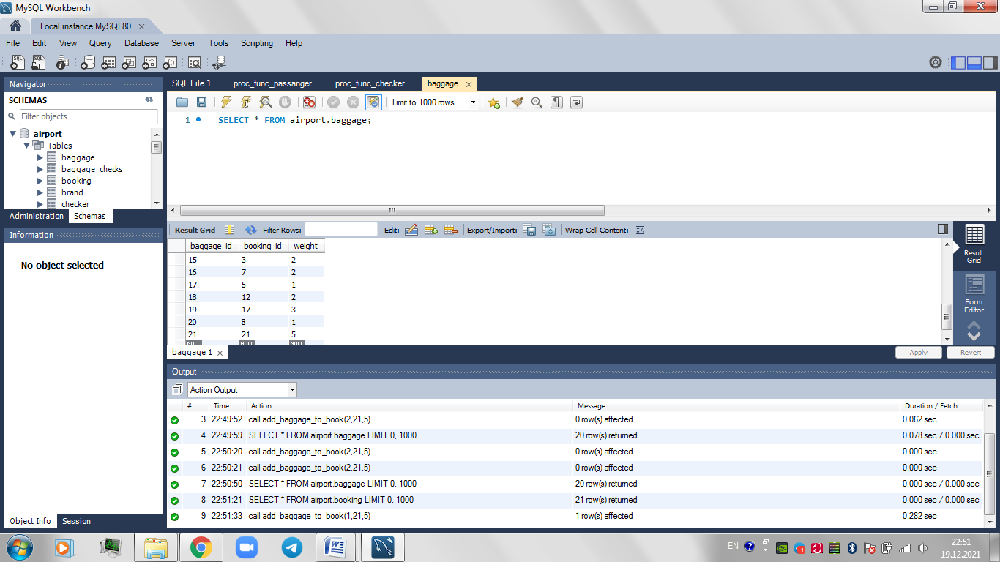 MySQL Workbench
Local instance MySQL80
File Edit View Query Database Server Tools Scripting Help
Navigator
SCHEMAS
Filter objects
airport
Tables
baggage
baggage_checks
booking
brand
checker
Administration Schemas
Information
No object selected
Object Info Session
SQL File 1 proc_func_passanger proc_func_checker baggage
Limit to 1000 rows
1 SELECT * FROM airport.baggage;
Result Grid Filter Rows: Edit: Export/Import: Wrap Cell Content:
baggage_id booking_id weight
15 3 2
16 7 2
17 5 1
18 12 2
19 17 3
20 8 1
21 21 5
NULL NULL NULL
Result
Grid
Form
Editor
baggage 1 Apply Revert
Output
Action Output
# Time Action Message Duration / Fetch
3 22:49:52 call add_baggage_to_book(2,21,5) 0 row(s) affected 0.062 sec
4 22:49:59 SELECT * FROM airport.baggage LIMIT 0, 1000 20 row(s) returned 0.078 sec / 0.000 sec
5 22:50:20 call add_baggage_to_book(2,21,5) 0 row(s) affected 0.000 sec
6 22:50:21 call add_baggage_to_book(2,21,5) 0 row(s) affected 0.000 sec
7 22:50:50 SELECT * FROM airport.baggage LIMIT 0, 1000 20 row(s) returned 0.000 sec / 0.000 sec
8 22:51:21 SELECT * FROM airport.booking LIMIT 0, 1000 21 row(s) returned 0.000 sec / 0.000 sec
9 22:51:33 call add_baggage_to_book(1,21,5) 1 row(s) affected 0.282 sec
EN
22:51
19.12.2021